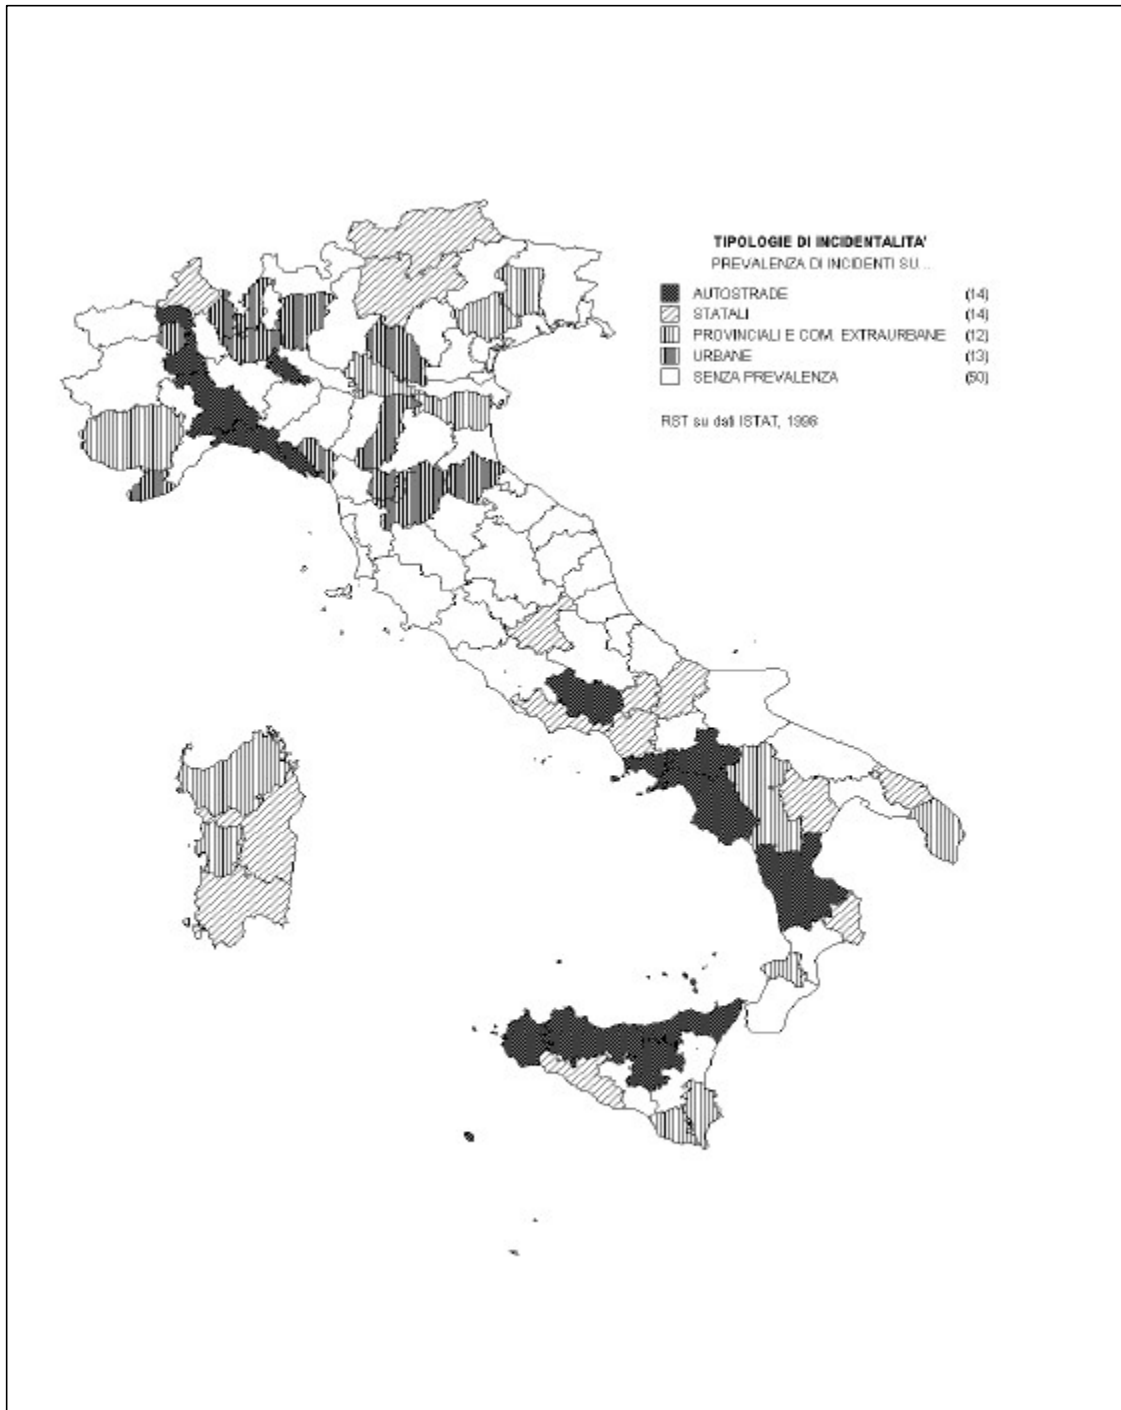 TIPOLOGIE DI INCIDENTALITA'
PREVALENZA DI INCIDENTI SU...
AUTOSTRADE (14)
STATALI (14)
PROVINCIALI E COM. EXTRAURBANE (12)
URBANE (13)
SENZA PREVALENZA (50)
RST su dati ISTAT, 1998